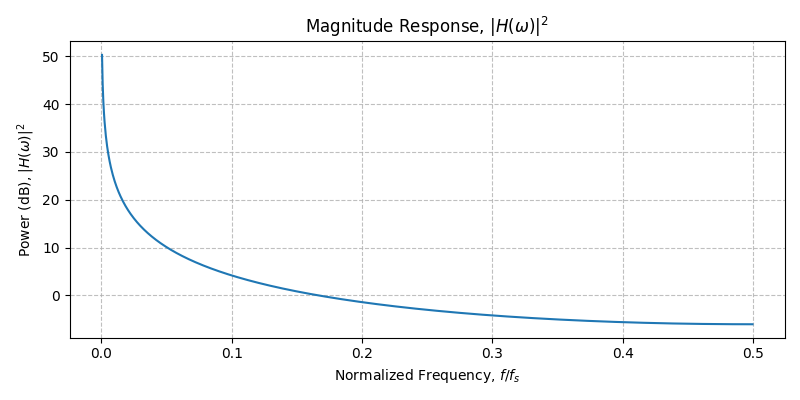 Magnitude Response, |H(ω)|²
Power (dB), |H(ω)|²
50
40
30
20
10
0
0.0 0.1 0.2 0.3 0.4 0.5
Normalized Frequency, f/fₛ